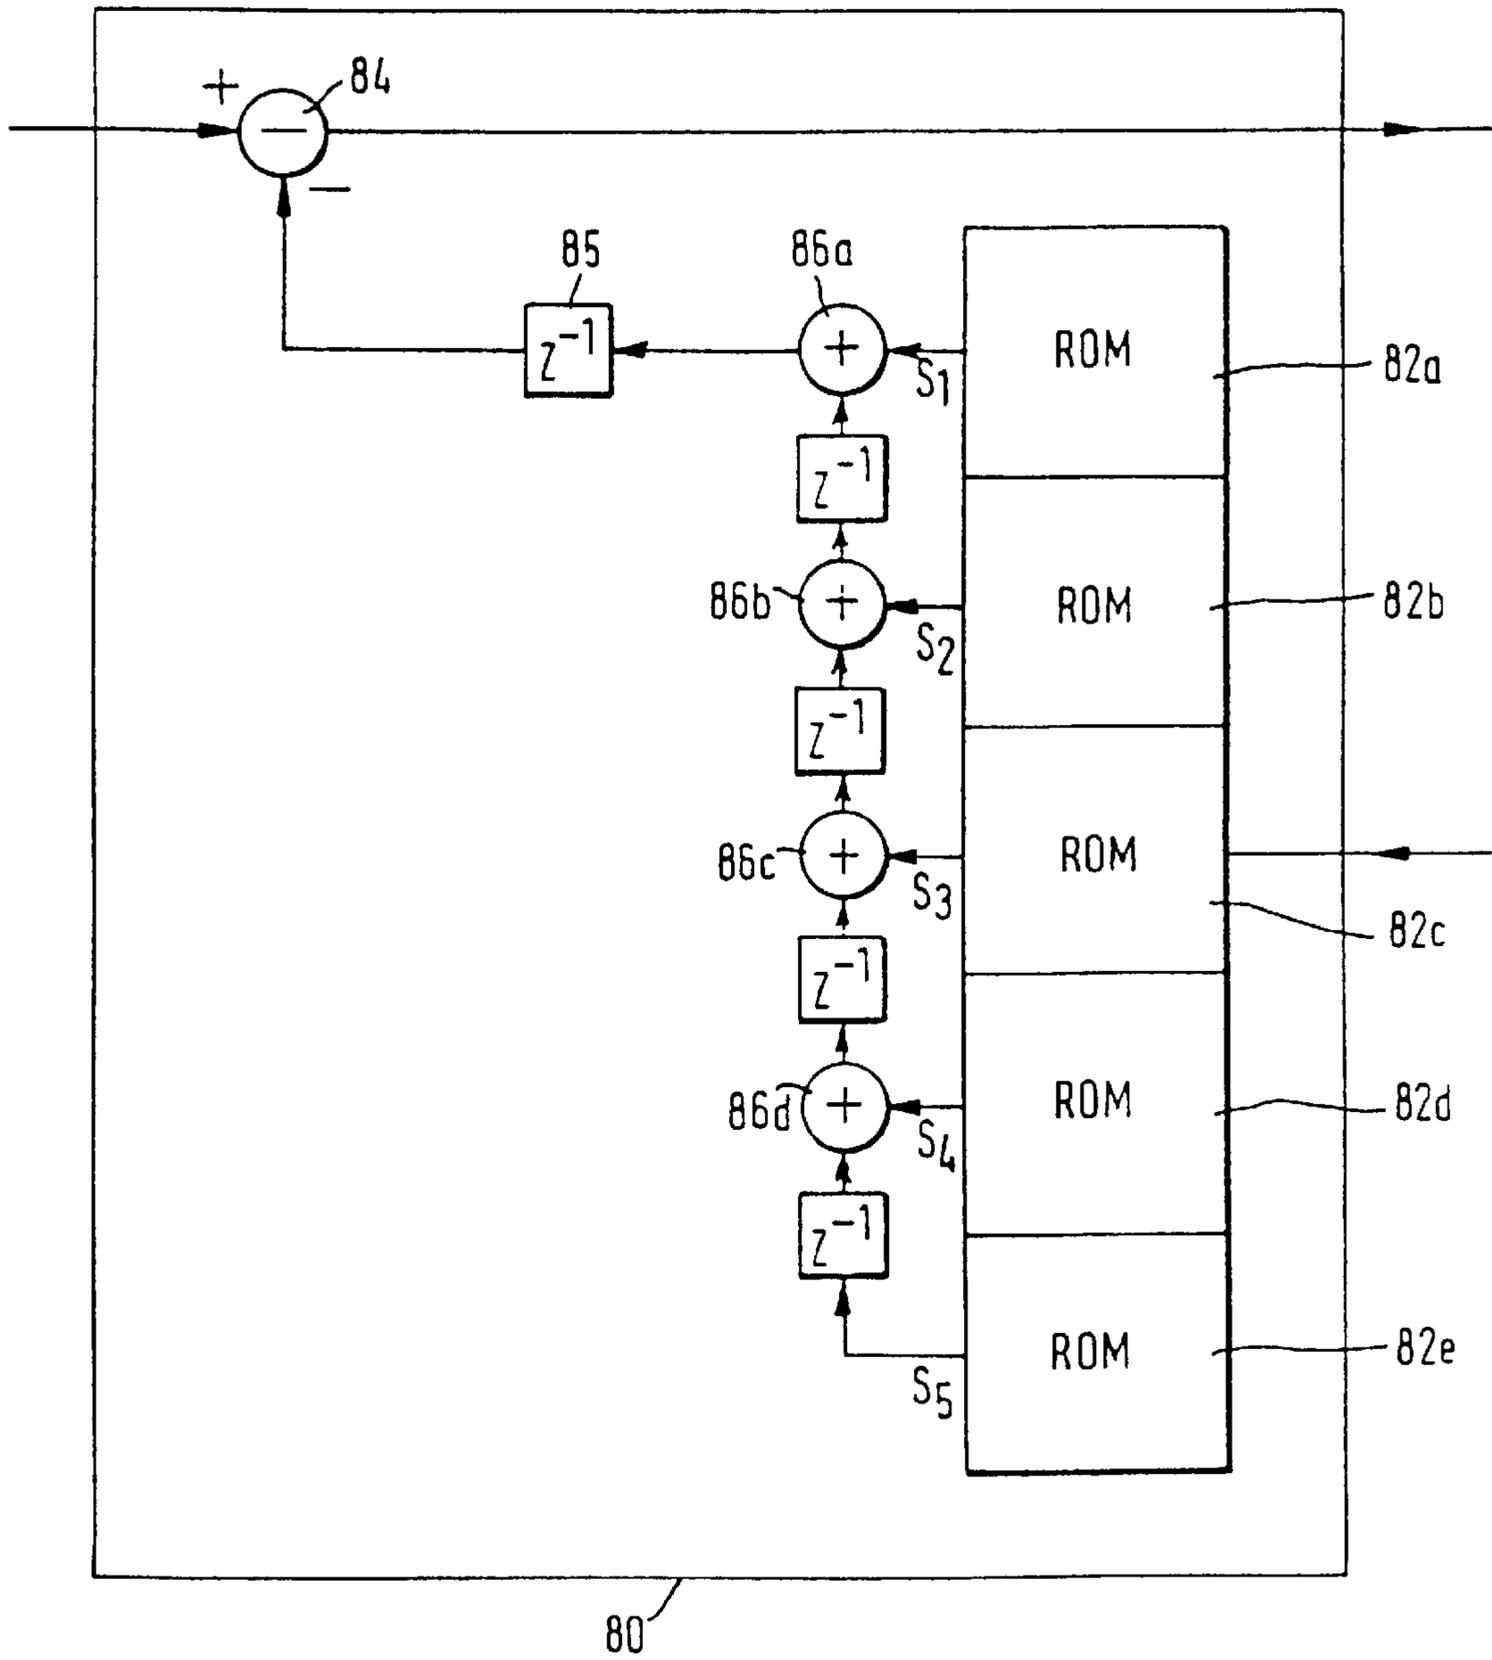 + 84
−
−
85 86a
z⁻¹ + S₁ ROM 82a
z⁻¹
86b + S₂ ROM 82b
z⁻¹
86c + S₃ ROM
82c
z⁻¹
86d + S₄ ROM 82d
z⁻¹
S₅ ROM 82e
80